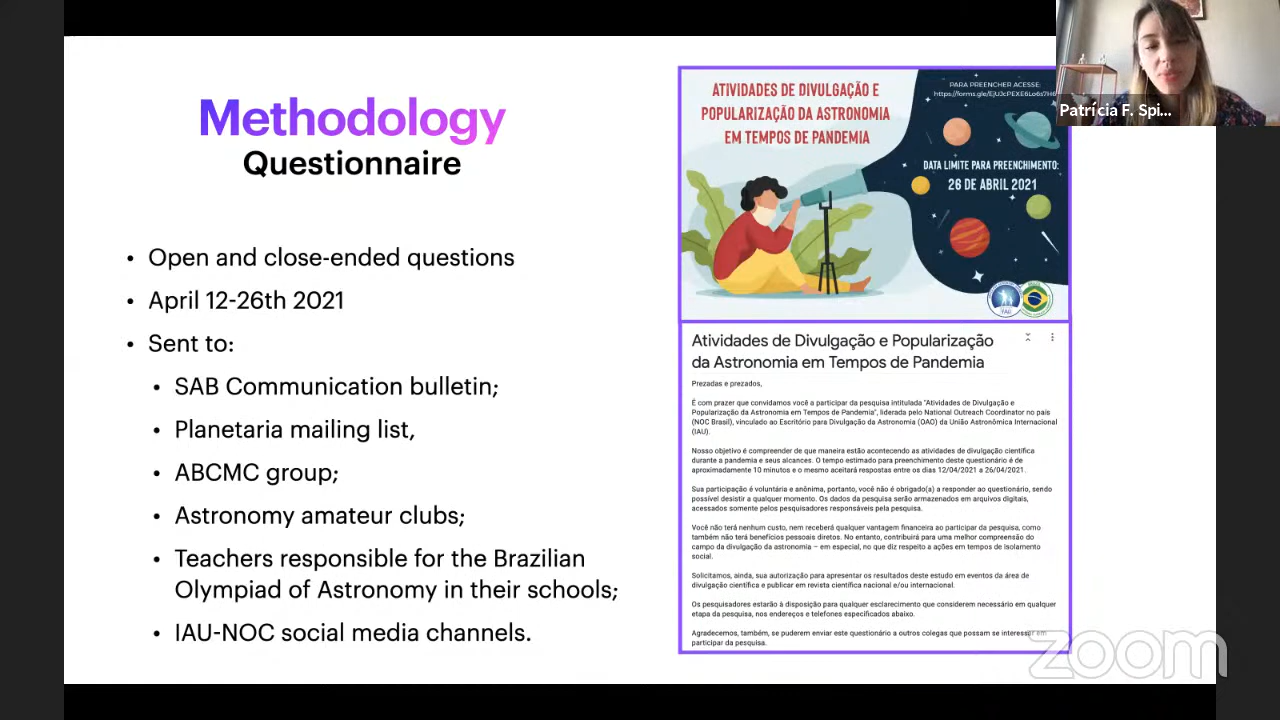 Methodology
Questionnaire
• Open and close-ended questions
• April 12-26th 2021
• Sent to:
• SAB Communication bulletin;
• Planetaria mailing list,
• ABCMC group;
• Astronomy amateur clubs;
• Teachers responsible for the Brazilian
Olympiad of Astronomy in their schools;
• IAU-NOC social media channels.
ATIVIDADES DE DIVULGAÇÃO E
POPULARIZAÇÃO DA ASTRONOMIA
EM TEMPOS DE PANDEMIA
PARA PREENCHER ACESSE:
DATA LIMITE PARA PREENCHIMENTO:
26 DE ABRIL 2021
IAU
Atividades de Divulgação e Popularização
da Astronomia em Tempos de Pandemia
Prezadas e prezados,
É com prazer que convidamos você a participar da pesquisa intitulada "Atividades de Divulgação e
Popularização da Astronomia em Tempos de Pandemia", liderada pelo National Outreach Coordinator no país
(NOC Brasil), vinculado ao Escritório para Divulgação da Astronomia (OAO) da União Astronômica Internacional
(IAU).
Nosso objetivo é compreender de que maneira estão acontecendo as atividades de divulgação científica
durante a pandemia e seus alcances. O tempo estimado para preenchimento deste questionário é de
aproximadamente 10 minutos e o mesmo aceitará respostas entre os dias 12/04/2021 a 26/04/2021.
Sua participação é voluntária e anônima, portanto, você não é obrigado(a) a responder ao questionário, sendo
possível desistir a qualquer momento. Os dados da pesquisa serão armazenados em arquivos digitais,
acessados somente pelos pesquisadores responsáveis pela pesquisa.
Você não terá nenhum custo, nem receberá qualquer vantagem financeira ao participar da pesquisa, como
também não terá benefícios pessoais diretos. No entanto, contribuirá para uma melhor compreensão do
campo da divulgação da astronomia – em especial, no que diz respeito a ações em tempos de isolamento
social.
Solicitamos, ainda, sua autorização para apresentar os resultados deste estudo em eventos da área de
divulgação científica e publicar em revista científica nacional e/ou internacional.
Os pesquisadores estarão à disposição para qualquer esclarecimento que considerem necessário em qualquer
etapa da pesquisa, nos endereços e telefones especificados abaixo.
Agradecemos, também, se puderem enviar este questionário a outros colegas que possam se interessar em
participar da pesquisa.
Patrícia F. Spi...
zoom